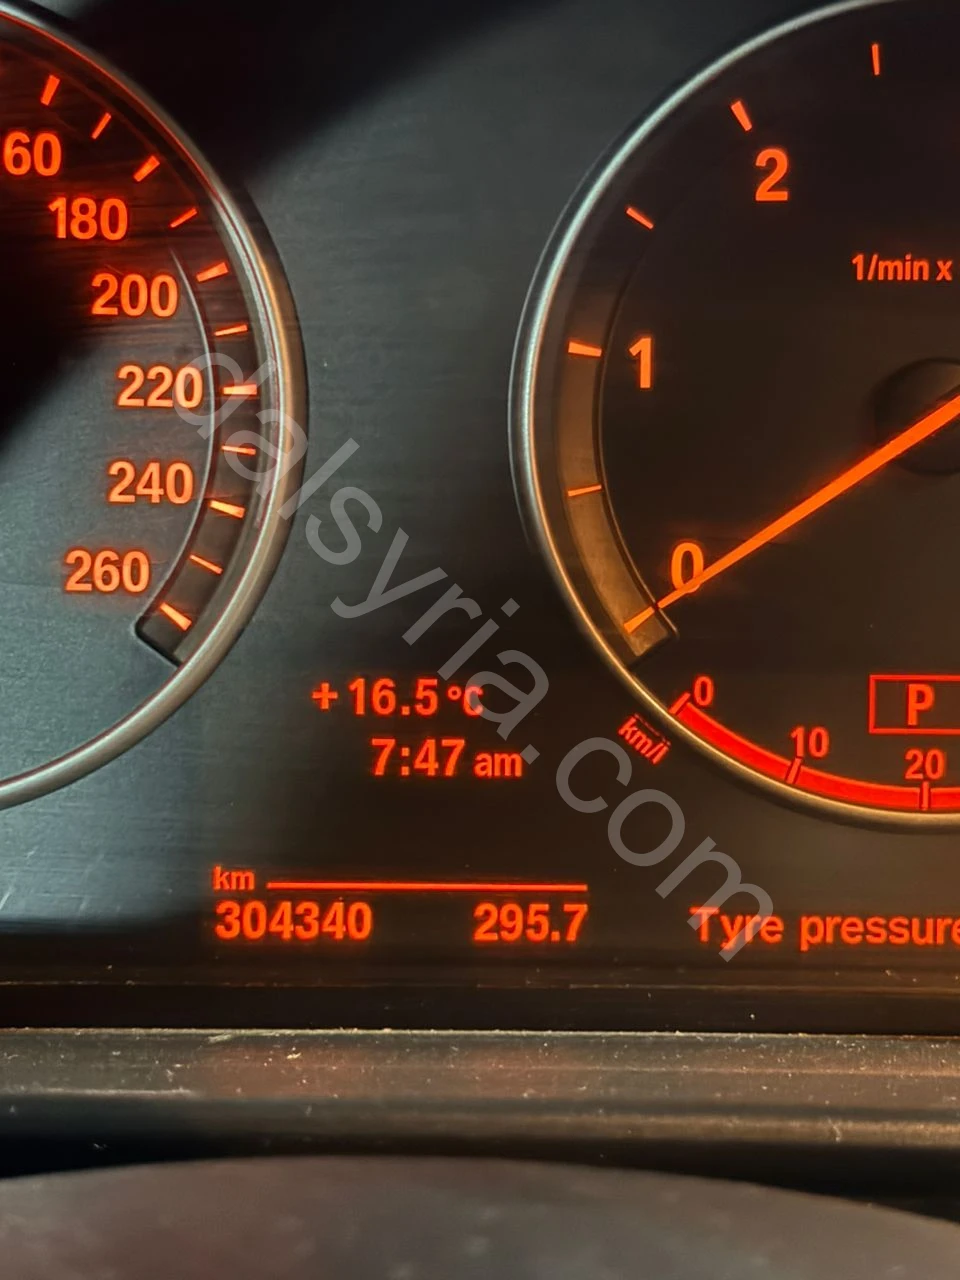 60
180
200
220
240
260
2
1/min x
1
0
+16.5°C
7:47 am
km/l
0
10
20
P
km
304340 295.7
Tyre pressure
dalsyria.com